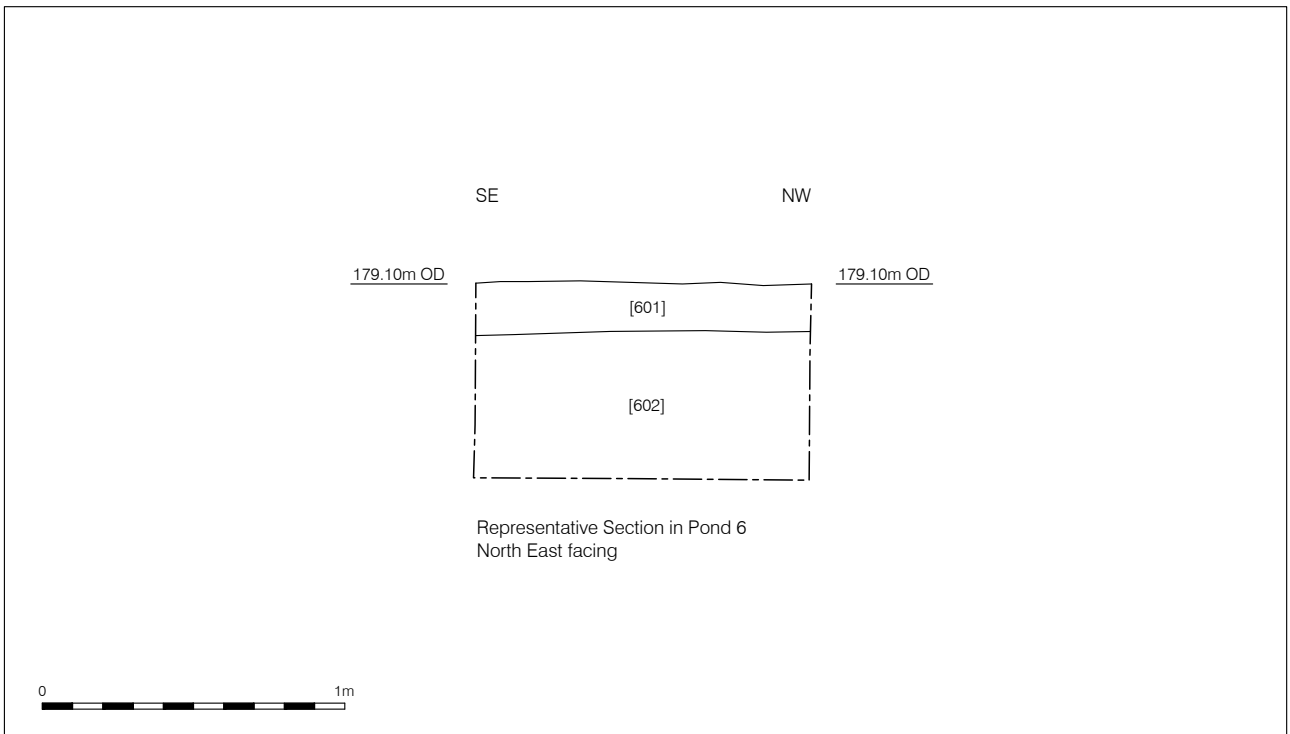 SE NW
179.10m OD 179.10m OD
[601]
[602]
Representative Section in Pond 6
North East facing
0 1m